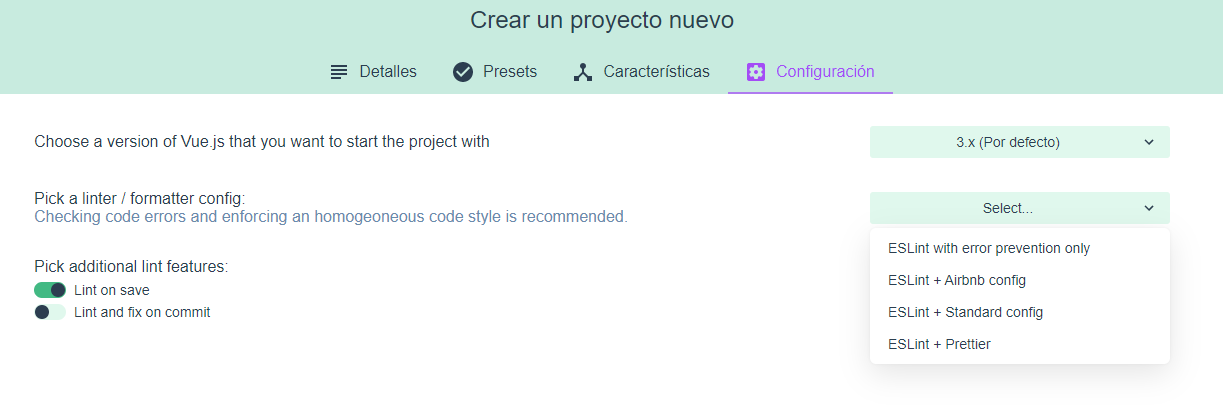 Crear un proyecto nuevo
Detalles
Presets
Características
Configuración
Choose a version of Vue.js that you want to start the project with
3.x (Por defecto)
Pick a linter / formatter config:
Checking code errors and enforcing an homogeoneous code style is recommended.
Select...
ESLint with error prevention only
ESLint + Airbnb config
ESLint + Standard config
ESLint + Prettier
Pick additional lint features:
Lint on save
Lint and fix on commit